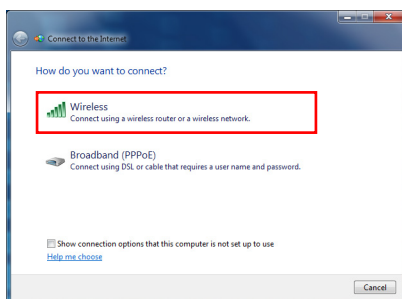 Connect to the Internet
How do you want to connect?
Wireless
Connect using a wireless router or a wireless network.
Broadband (PPPoE)
Connect using DSL or cable that requires a user name and password.
Show connection options that this computer is not set up to use
Help me choose
Cancel